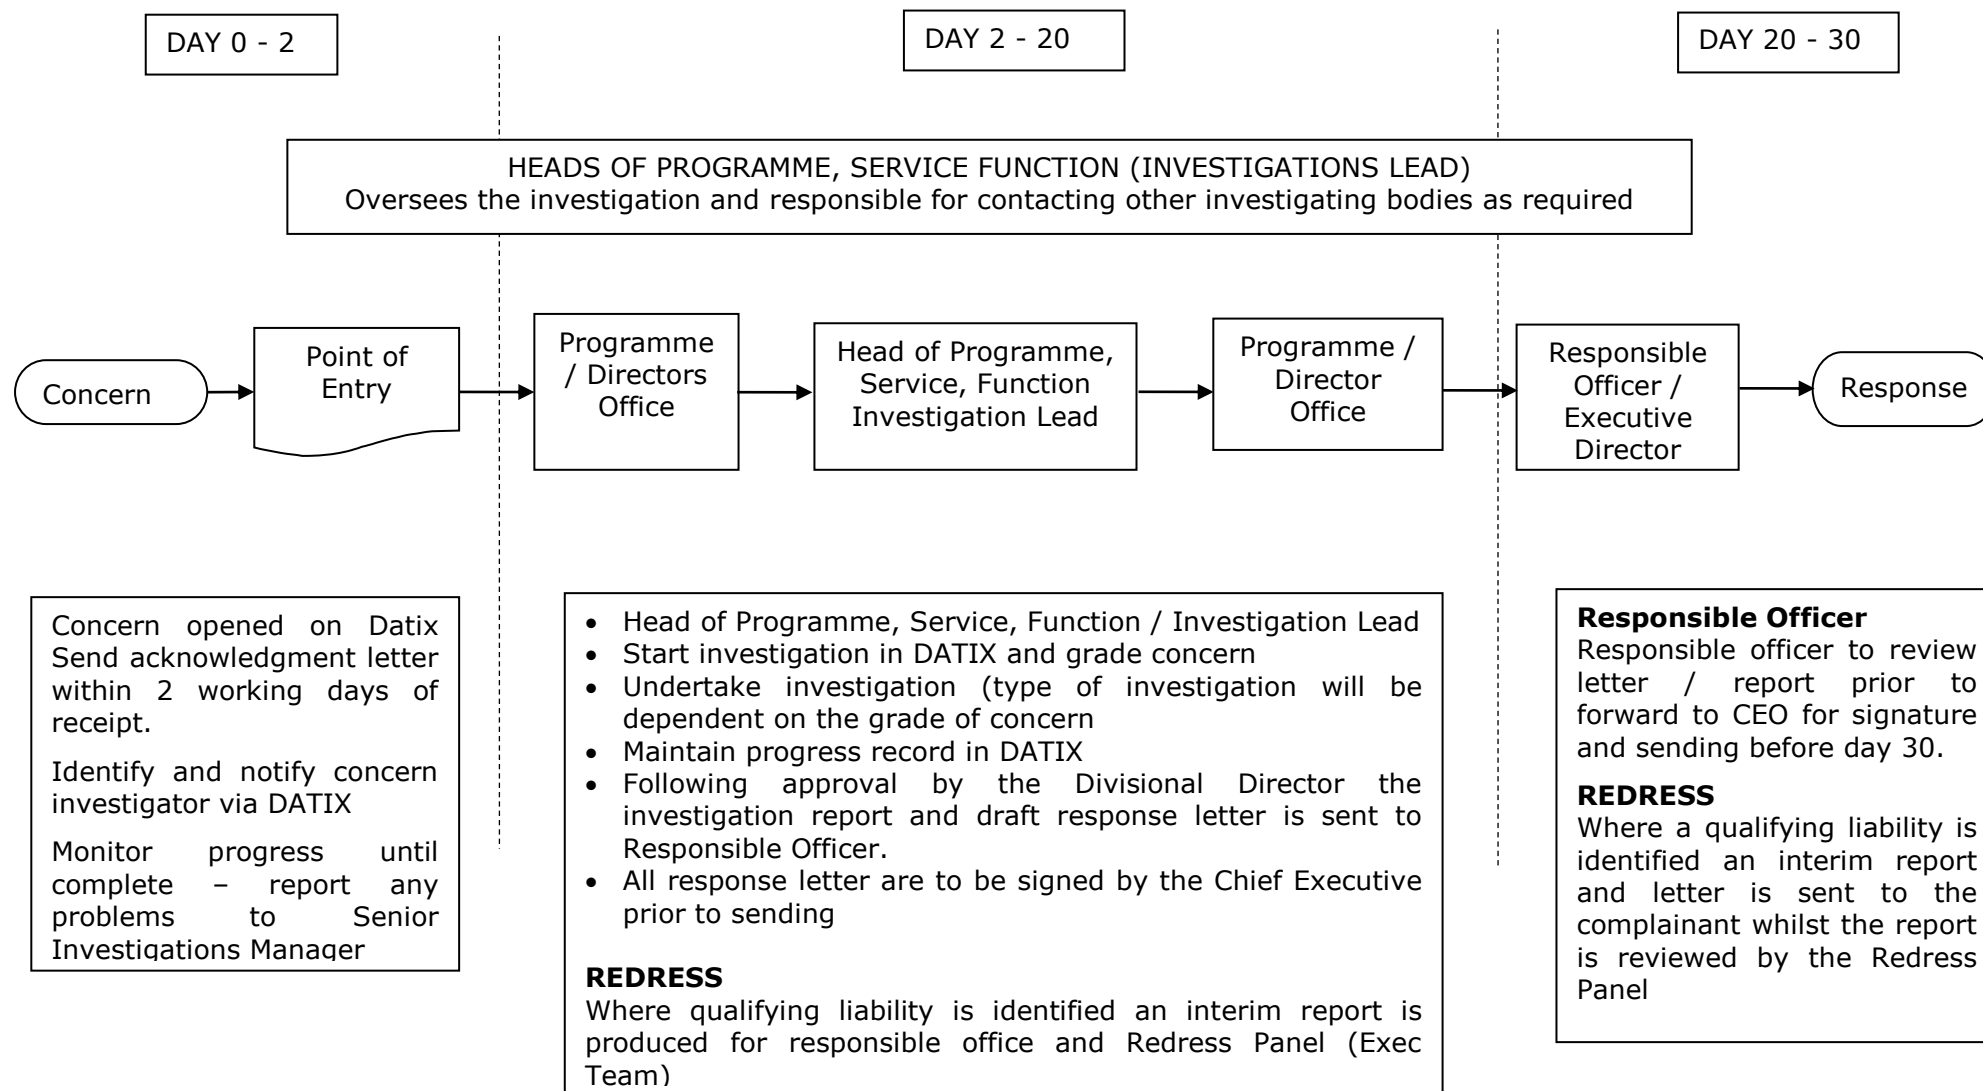 DAY 0 - 2
DAY 2 - 20
DAY 20 - 30
HEADS OF PROGRAMME, SERVICE FUNCTION (INVESTIGATIONS LEAD)
Oversees the investigation and responsible for contacting other investigating bodies as required
Concern
Point of
Entry
Programme
/ Directors
Office
Head of Programme,
Service, Function
Investigation Lead
Programme /
Director
Office
Responsible
Officer /
Executive
Director
Response
Concern opened on Datix
Send acknowledgment letter
within 2 working days of
receipt.
Identify and notify concern
investigator via DATIX
Monitor progress until
complete – report any
problems to Senior
Investigations Manager
• Head of Programme, Service, Function / Investigation Lead
• Start investigation in DATIX and grade concern
• Undertake investigation (type of investigation will be
dependent on the grade of concern
• Maintain progress record in DATIX
• Following approval by the Divisional Director the
investigation report and draft response letter is sent to
Responsible Officer.
• All response letter are to be signed by the Chief Executive
prior to sending
REDRESS
Where qualifying liability is identified an interim report is
produced for responsible office and Redress Panel (Exec
Team)
Responsible Officer
Responsible officer to review
letter / report prior to
forward to CEO for signature
and sending before day 30.
REDRESS
Where a qualifying liability is
identified an interim report
and letter is sent to the
complainant whilst the report
is reviewed by the Redress
Panel